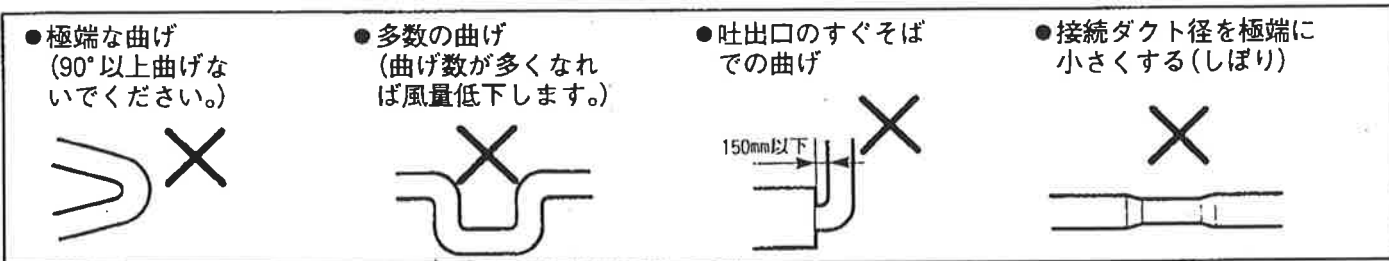 ●極端な曲げ
(90°以上曲げな
いでください。)
●多数の曲げ
(曲げ数が多くなれ
ば風量低下します。)
●吐出口のすぐそば
での曲げ
150mm以下
●接続ダクト径を極端に
小さくする(しぼり)